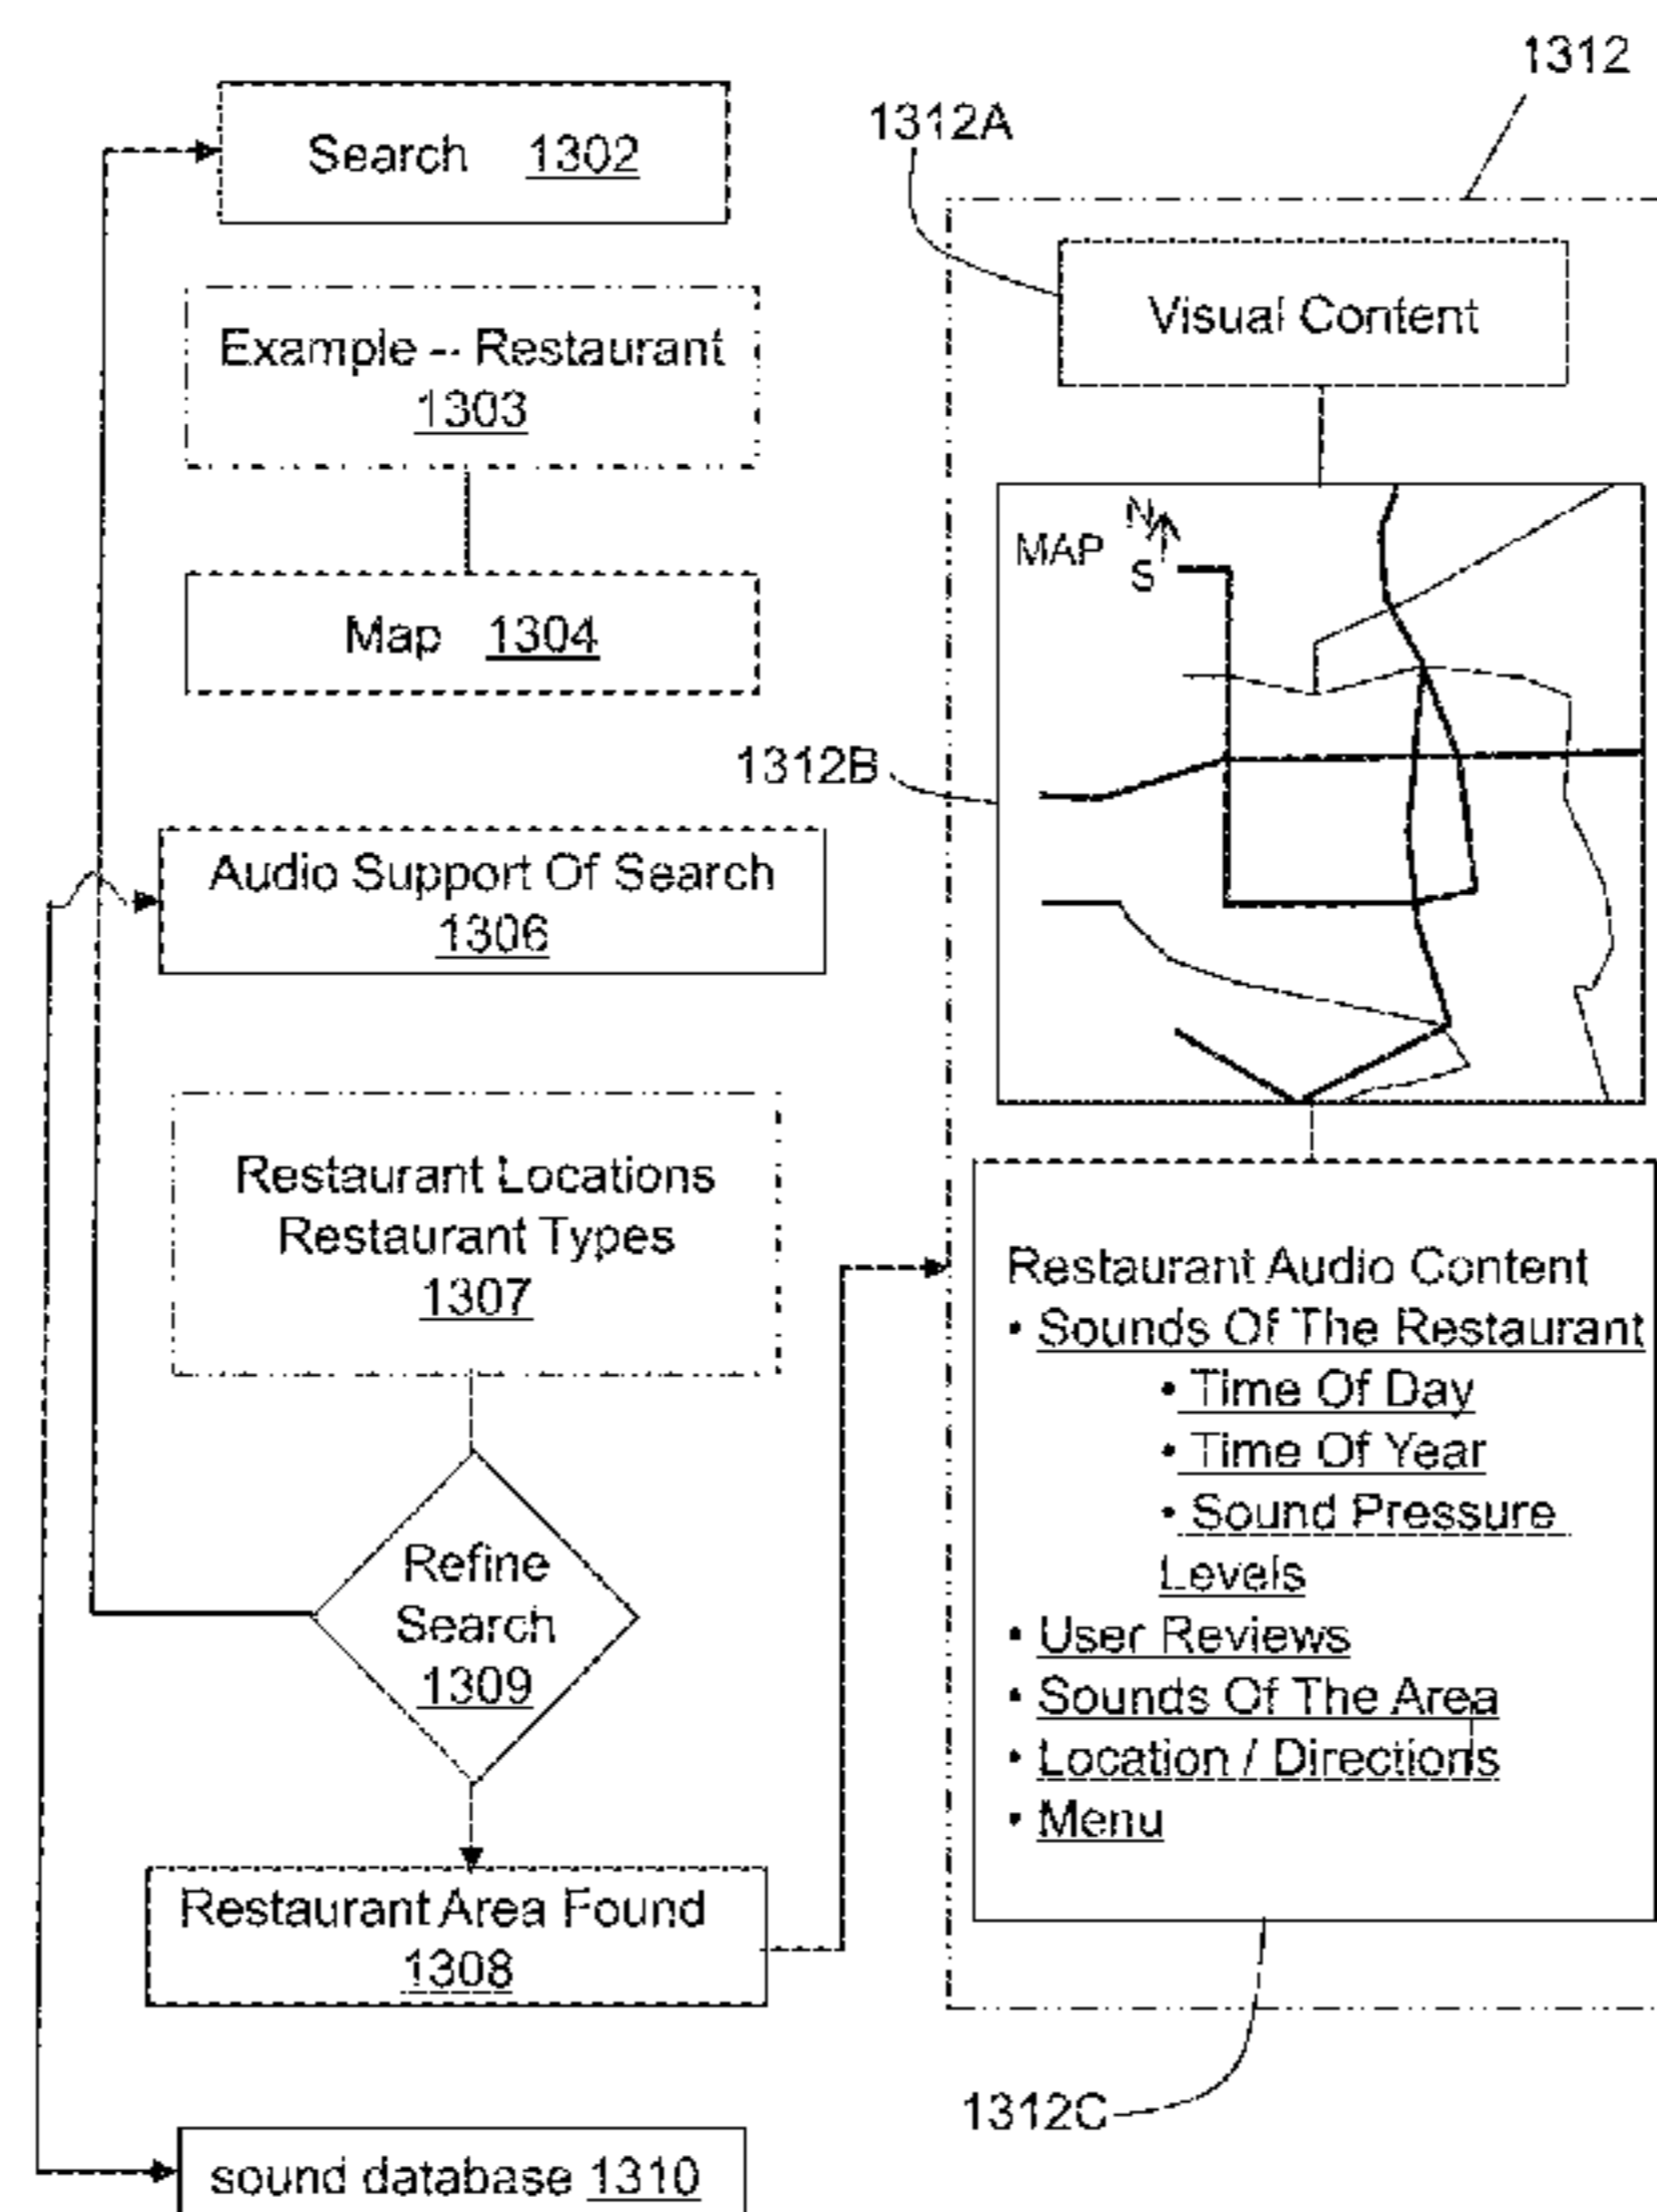 Search 1302
Example -- Restaurant
1303
Map 1304
Audio Support Of Search
1306
Restaurant Locations
Restaurant Types
1307
Refine
Search
1309
Restaurant Area Found
1308
sound database 1310
1312
1312A
Visual Content
1312B
N
MAP
S
Restaurant Audio Content
• Sounds Of The Restaurant
• Time Of Day
• Time Of Year
• Sound Pressure
Levels
• User Reviews
• Sounds Of The Area
• Location / Directions
• Menu
1312C